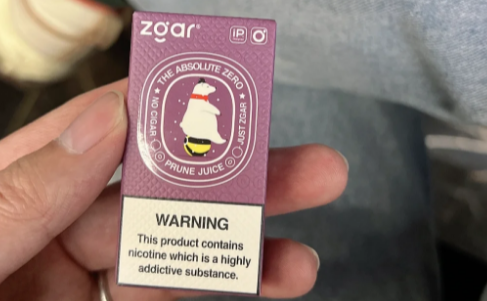 zgar
iP
THE ABSOLUTE ZERO
NO CIGAR
JUST ZGAR
PRUNE JUICE
WARNING
This product contains
nicotine which is a highly
addictive substance.